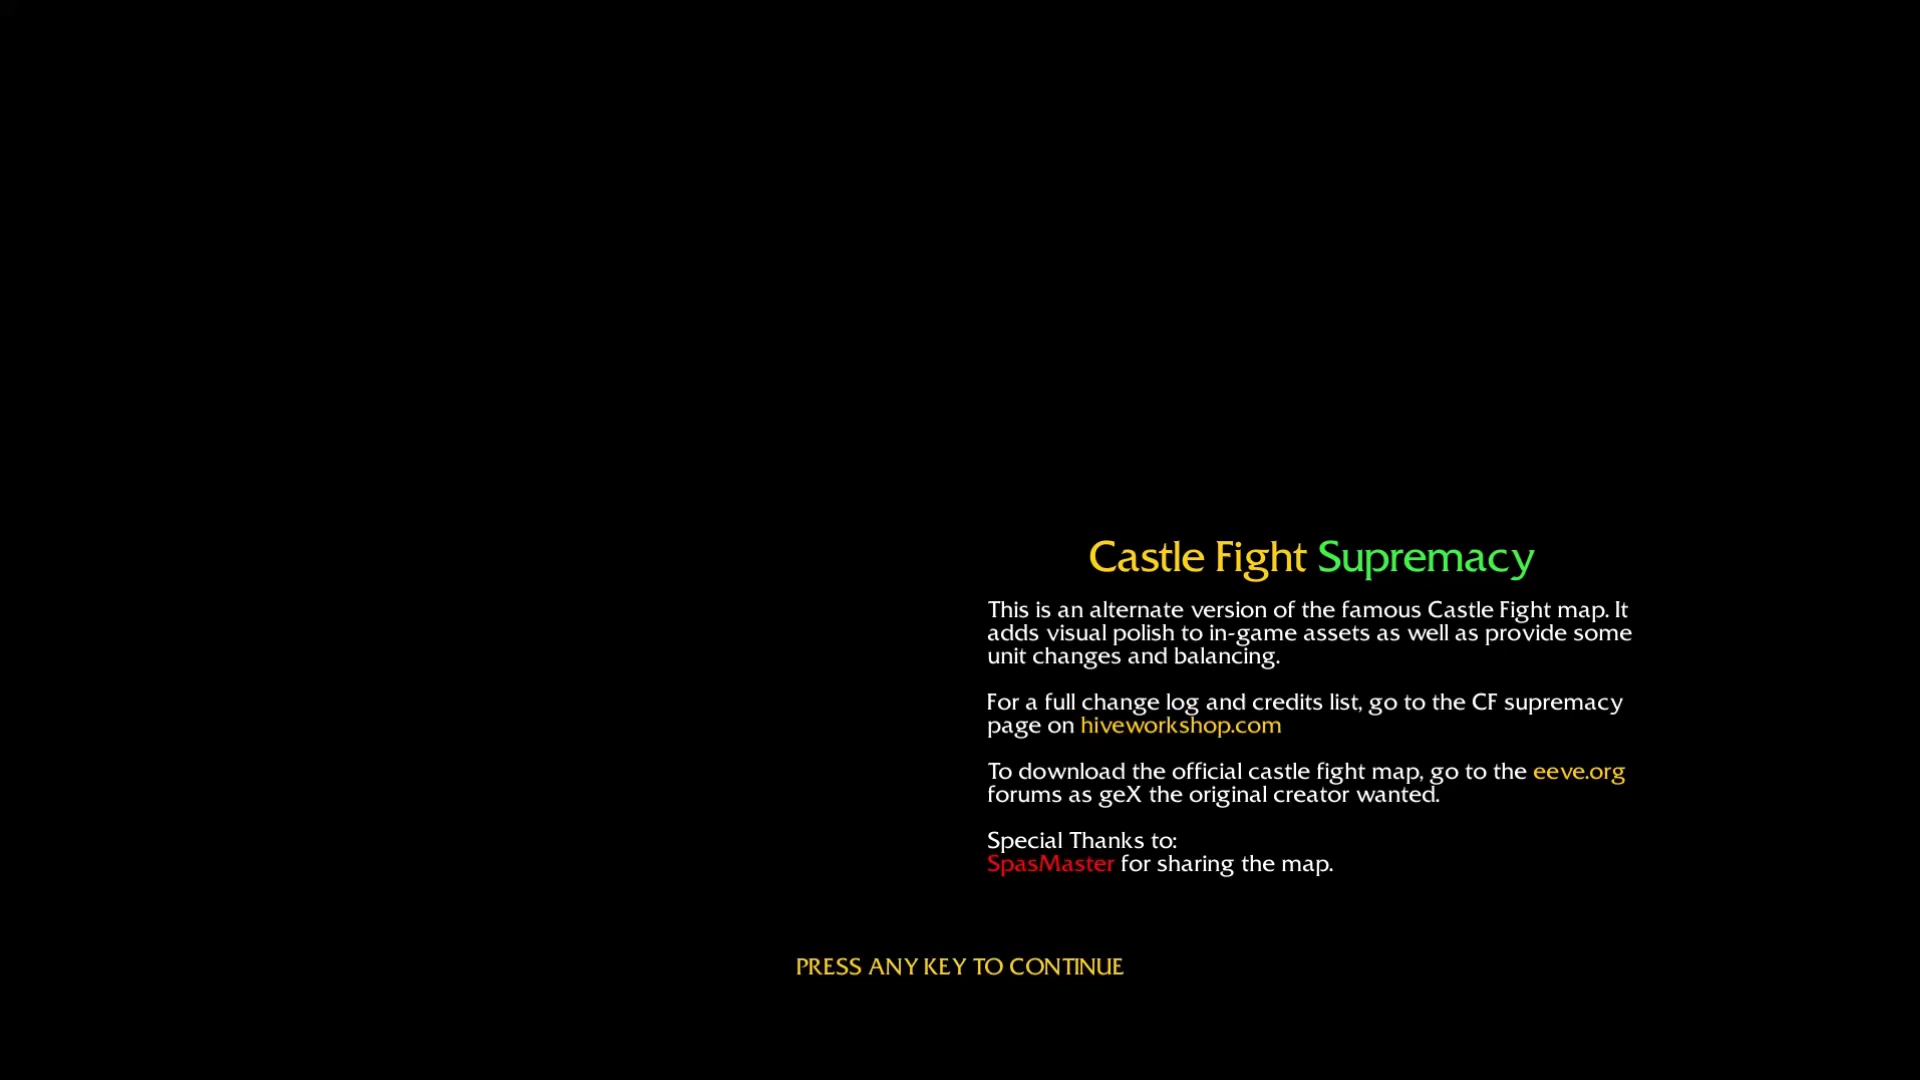 Castle Fight Supremacy
This is an alternate version of the famous Castle Fight map. It
adds visual polish to in-game assets as well as provide some
unit changes and balancing.
For a full change log and credits list, go to the CF supremacy
page on hiveworkshop.com
To download the official castle fight map, go to the eeve.org
forums as geX the original creator wanted.
Special Thanks to:
SpasMaster for sharing the map.
PRESS ANY KEY TO CONTINUE